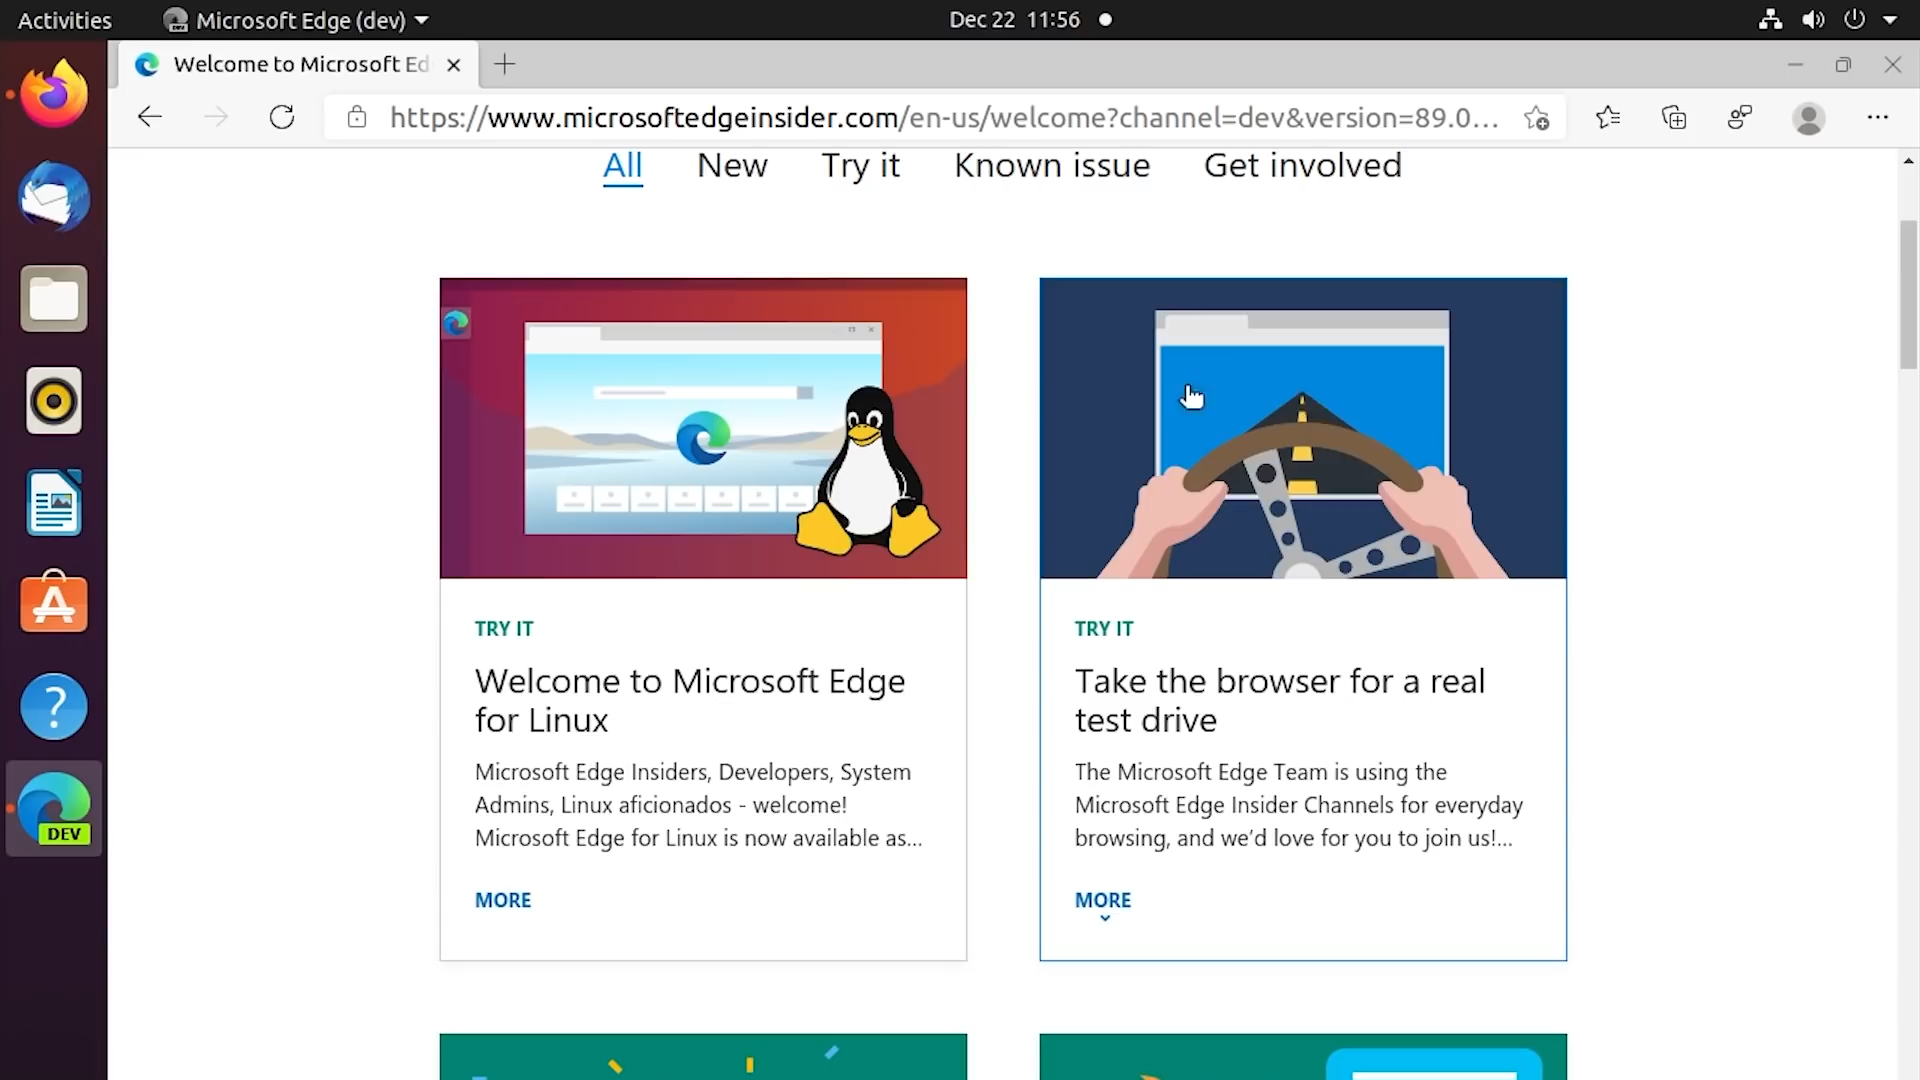 Activities
Microsoft Edge (dev)
Dec 22 11:56
Welcome to Microsoft Ed
https://www.microsoftedgeinsider.com/en-us/welcome?channel=dev&version=89.0...
All New Try it Known issue Get involved
TRY IT
Welcome to Microsoft Edge
for Linux
Microsoft Edge Insiders, Developers, System
Admins, Linux aficionados - welcome!
Microsoft Edge for Linux is now available as...
MORE
TRY IT
Take the browser for a real
test drive
The Microsoft Edge Team is using the
Microsoft Edge Insider Channels for everyday
browsing, and we’d love for you to join us!...
MORE
DEV